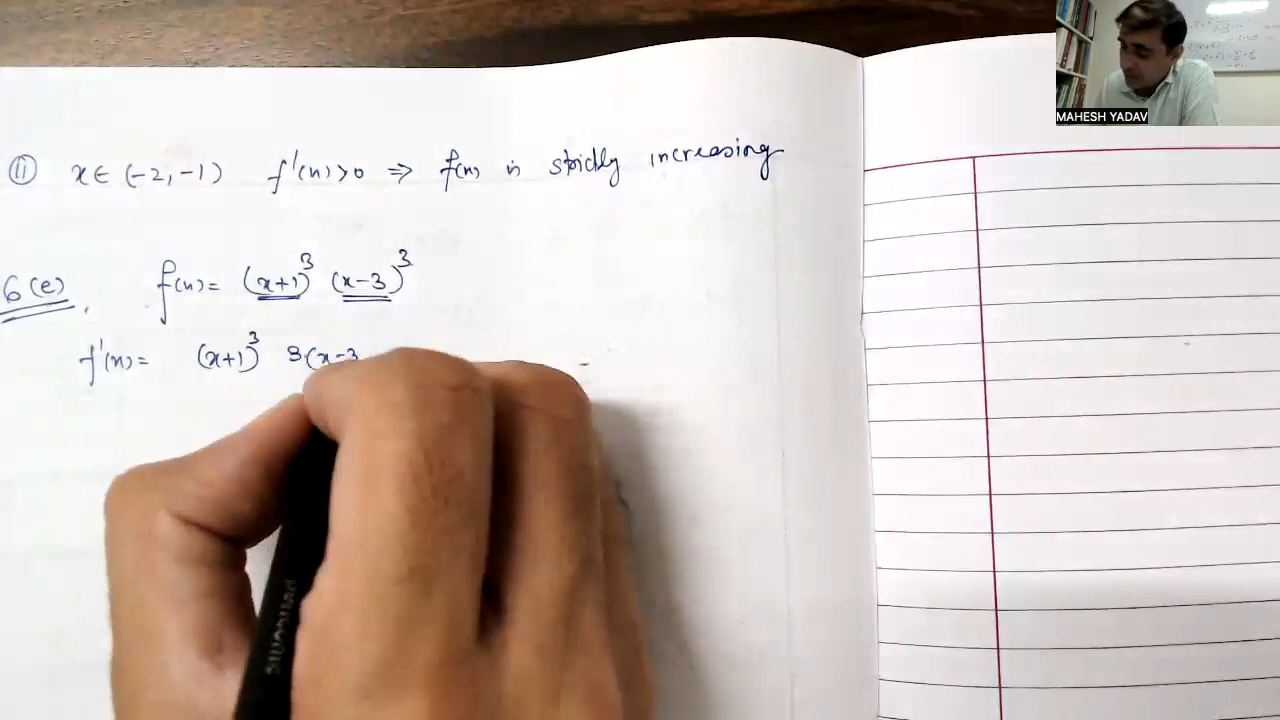 (ii) x ∈ (-2, -1) f'(x) > 0 ⇒ f(x) is strictly increasing
6 (e). f(x) = (x+1)³ (x-3)³
f'(x) = (x+1)³ 3(x-3
MAHESH YADAV